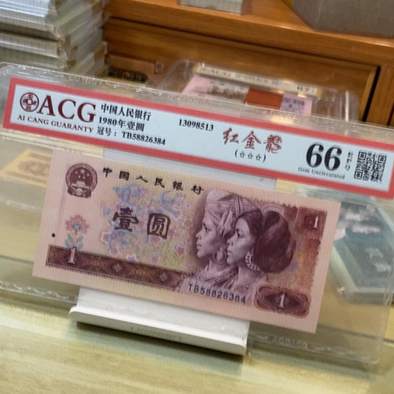 ACG
AI CANG GUARANTY
中国人民银行
1980年壹圆
冠号：TB58826384
13098513
红金龙
(☆☆☆)
66 EPQ
Gem Uncirculated
中国人民银行
壹圆
1
TB58826384
1